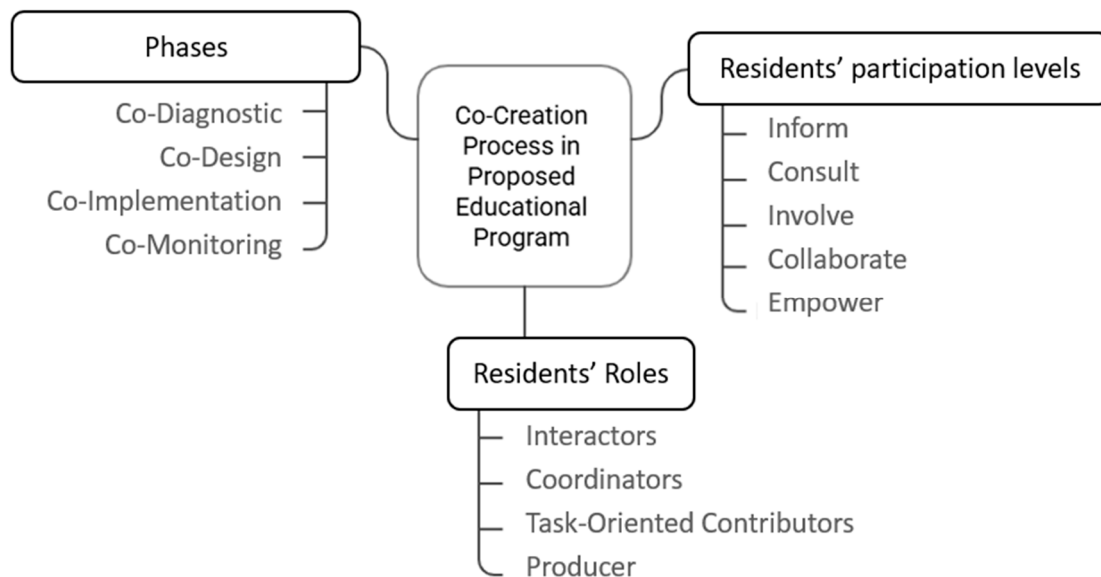 Phases
Co-Diagnostic
Co-Design
Co-Implementation
Co-Monitoring
Co-Creation
Process in
Proposed
Educational
Program
Residents’ participation levels
Inform
Consult
Involve
Collaborate
Empower
Residents’ Roles
Interactors
Coordinators
Task-Oriented Contributors
Producer